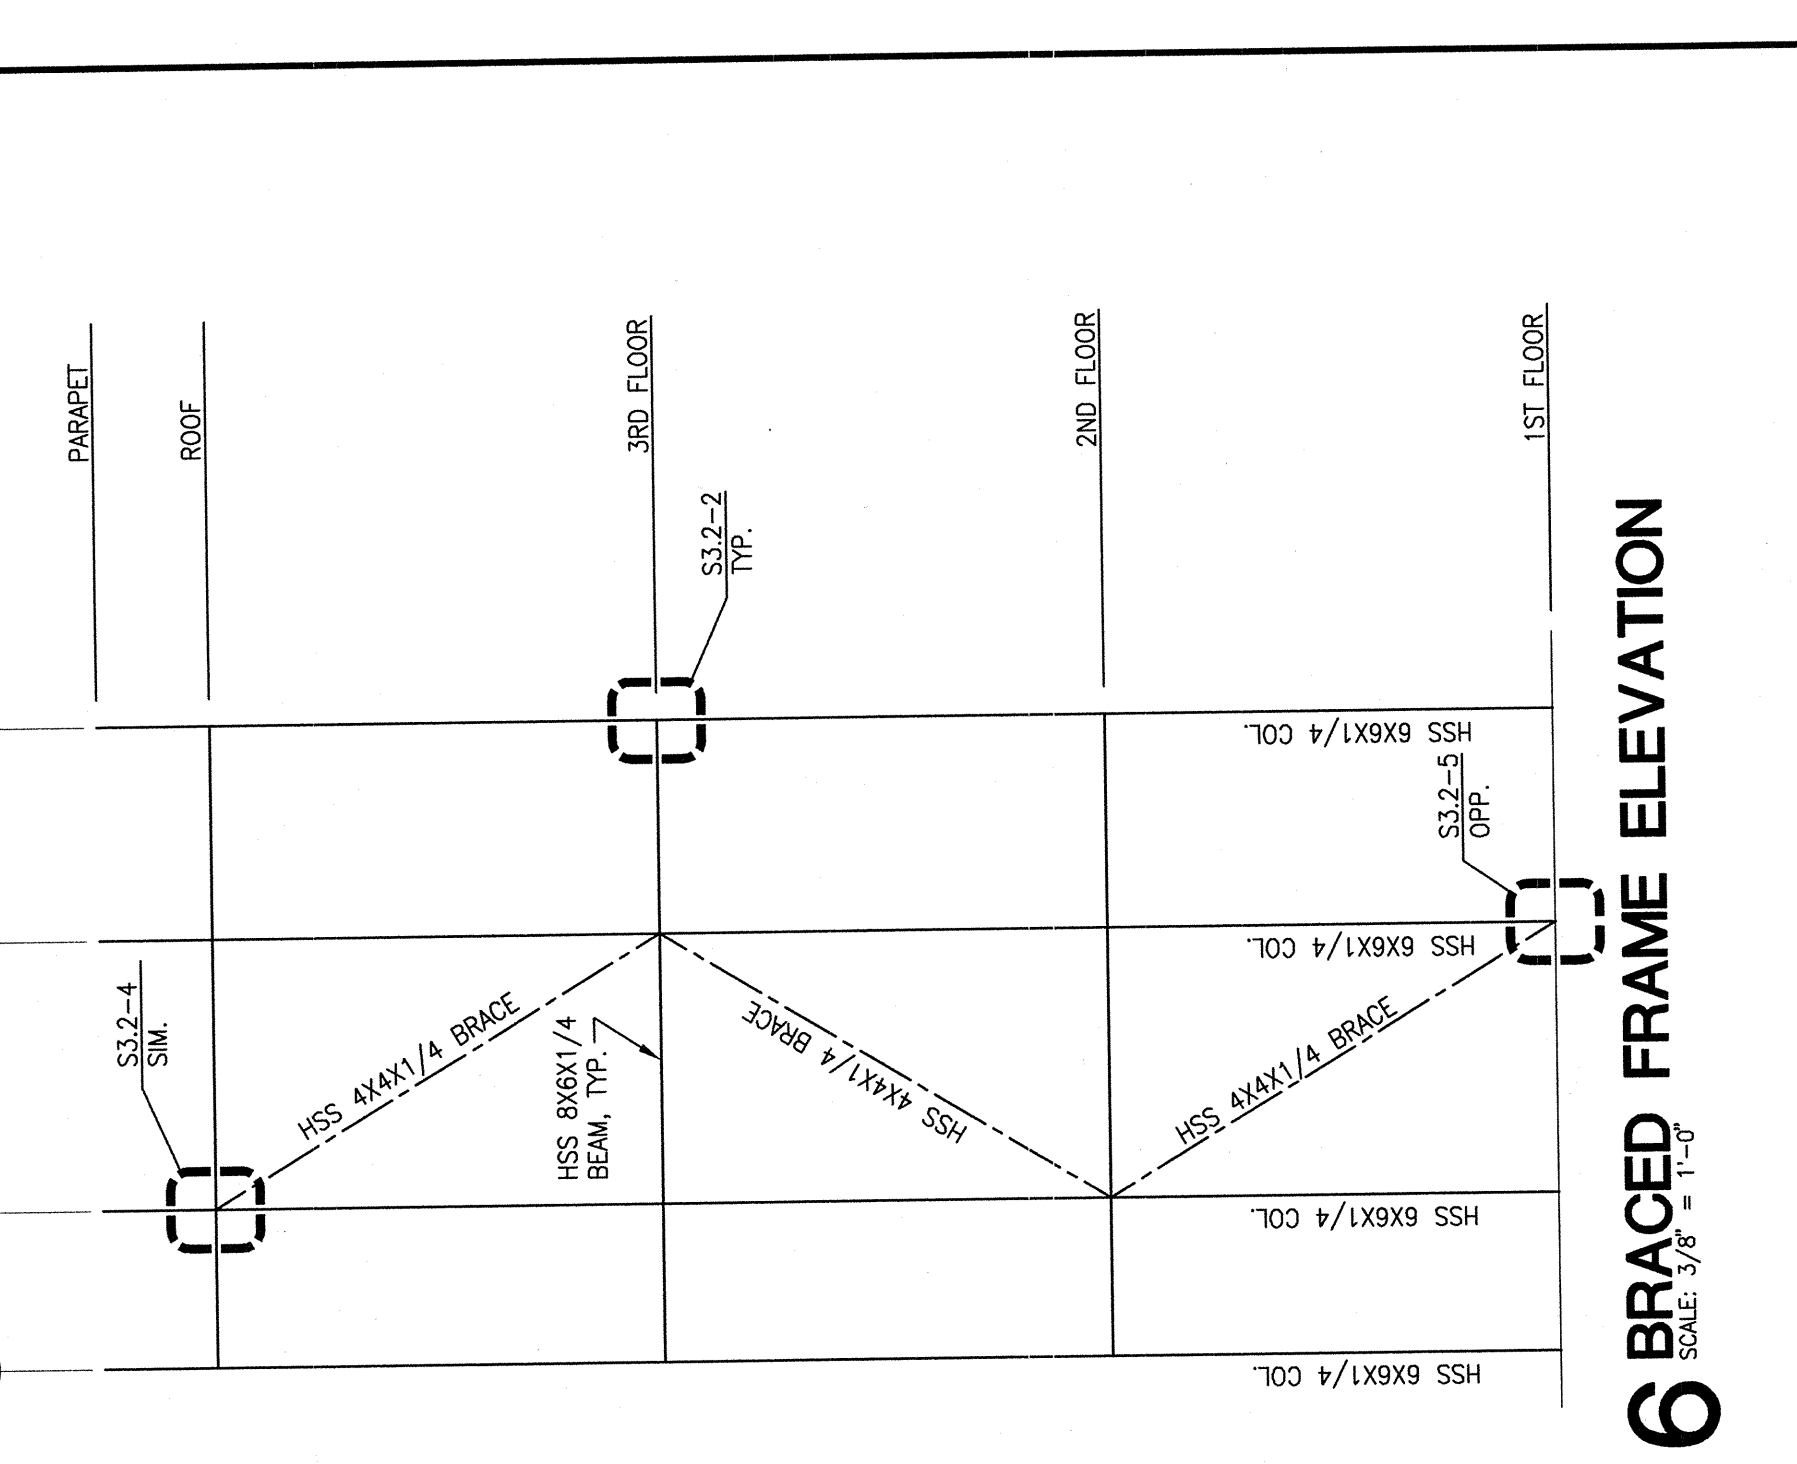 PARAPET
ROOF
3RD FLOOR
2ND FLOOR
1ST FLOOR
S3.2-4
SIM.
S3.2-2
TYP.
S3.2-5
OPP.
HSS 4X4X1/4 BRACE
HSS 8X6X1/4
BEAM, TYP.
HSS 4X4X1/4 BRACE
HSS 4X4X1/4 BRACE
HSS 6X6X1/4 COL.
HSS 6X6X1/4 COL.
HSS 6X6X1/4 COL.
HSS 6X6X1/4 COL.
6 BRACED FRAME ELEVATION
SCALE: 3/8" = 1'-0"